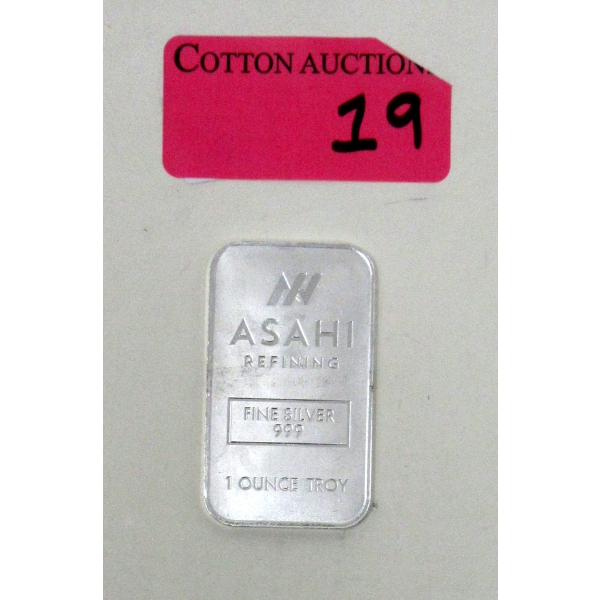 COTTON AUCTION
19
ASAHI
REFINING
FINE SILVER
999
1 OUNCE TROY